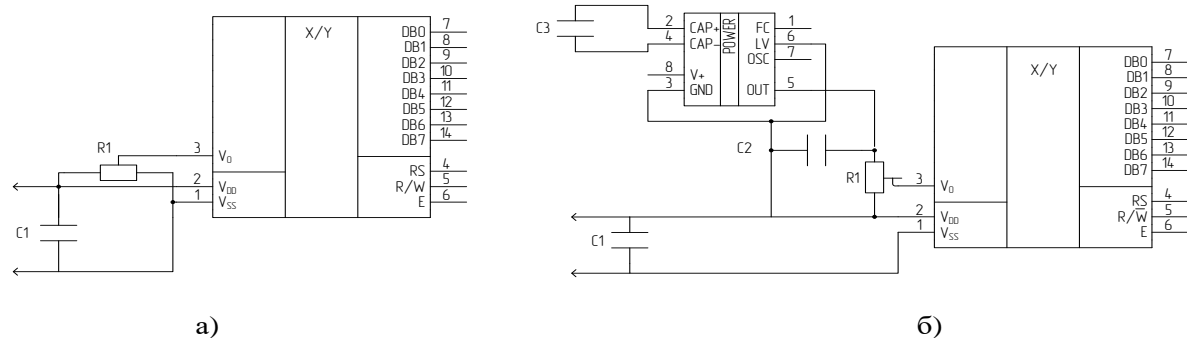 X/Y
DB0 7
DB1 8
DB2 9
DB3 10
DB4 11
DB5 12
DB6 13
DB7 14
R1
3 V0
RS 4
2 VDD
R/W 5
1 VSS
E 6
C1
а)
C3
2 CAP+
4 CAP-
8 V+
3 GND
POWER
FC 1
LV 6
OSC 7
OUT 5
C2
R1
C1
X/Y
DB0 7
DB1 8
DB2 9
DB3 10
DB4 11
DB5 12
DB6 13
DB7 14
3 V0
RS 4
2 VDD
R/W̅ 5
1 VSS
E 6
б)